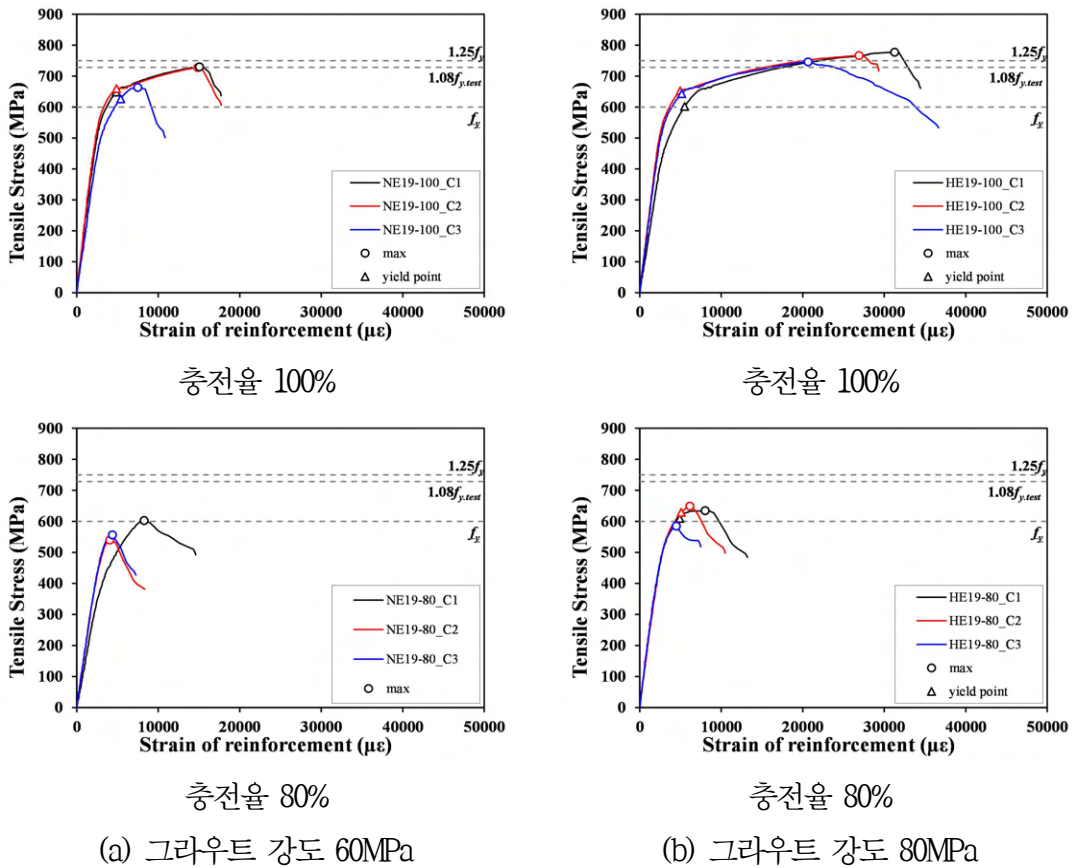 900
800
700
600
500
400
300
200
100
0
Tensile Stress (MPa)
1.25fy
1.08fy.test
fy
NE19-100_C1
NE19-100_C2
NE19-100_C3
max
yield point
0 10000 20000 30000 40000 50000
Strain of reinforcement (με)
충전율 100%
900
800
700
600
500
400
300
200
100
0
Tensile Stress (MPa)
1.25fy
1.08fy.test
fy
HE19-100_C1
HE19-100_C2
HE19-100_C3
max
yield point
0 10000 20000 30000 40000 50000
Strain of reinforcement (με)
충전율 100%
900
800
700
600
500
400
300
200
100
0
Tensile Stress (MPa)
1.25fy
1.08fy.test
fy
NE19-80_C1
NE19-80_C2
NE19-80_C3
max
0 10000 20000 30000 40000 50000
Strain of reinforcement (με)
충전율 80%
900
800
700
600
500
400
300
200
100
0
Tensile Stress (MPa)
1.25fy
1.08fy.test
fy
HE19-80_C1
HE19-80_C2
HE19-80_C3
max
yield point
0 10000 20000 30000 40000 50000
Strain of reinforcement (με)
충전율 80%
(a) 그라우트 강도 60MPa
(b) 그라우트 강도 80MPa